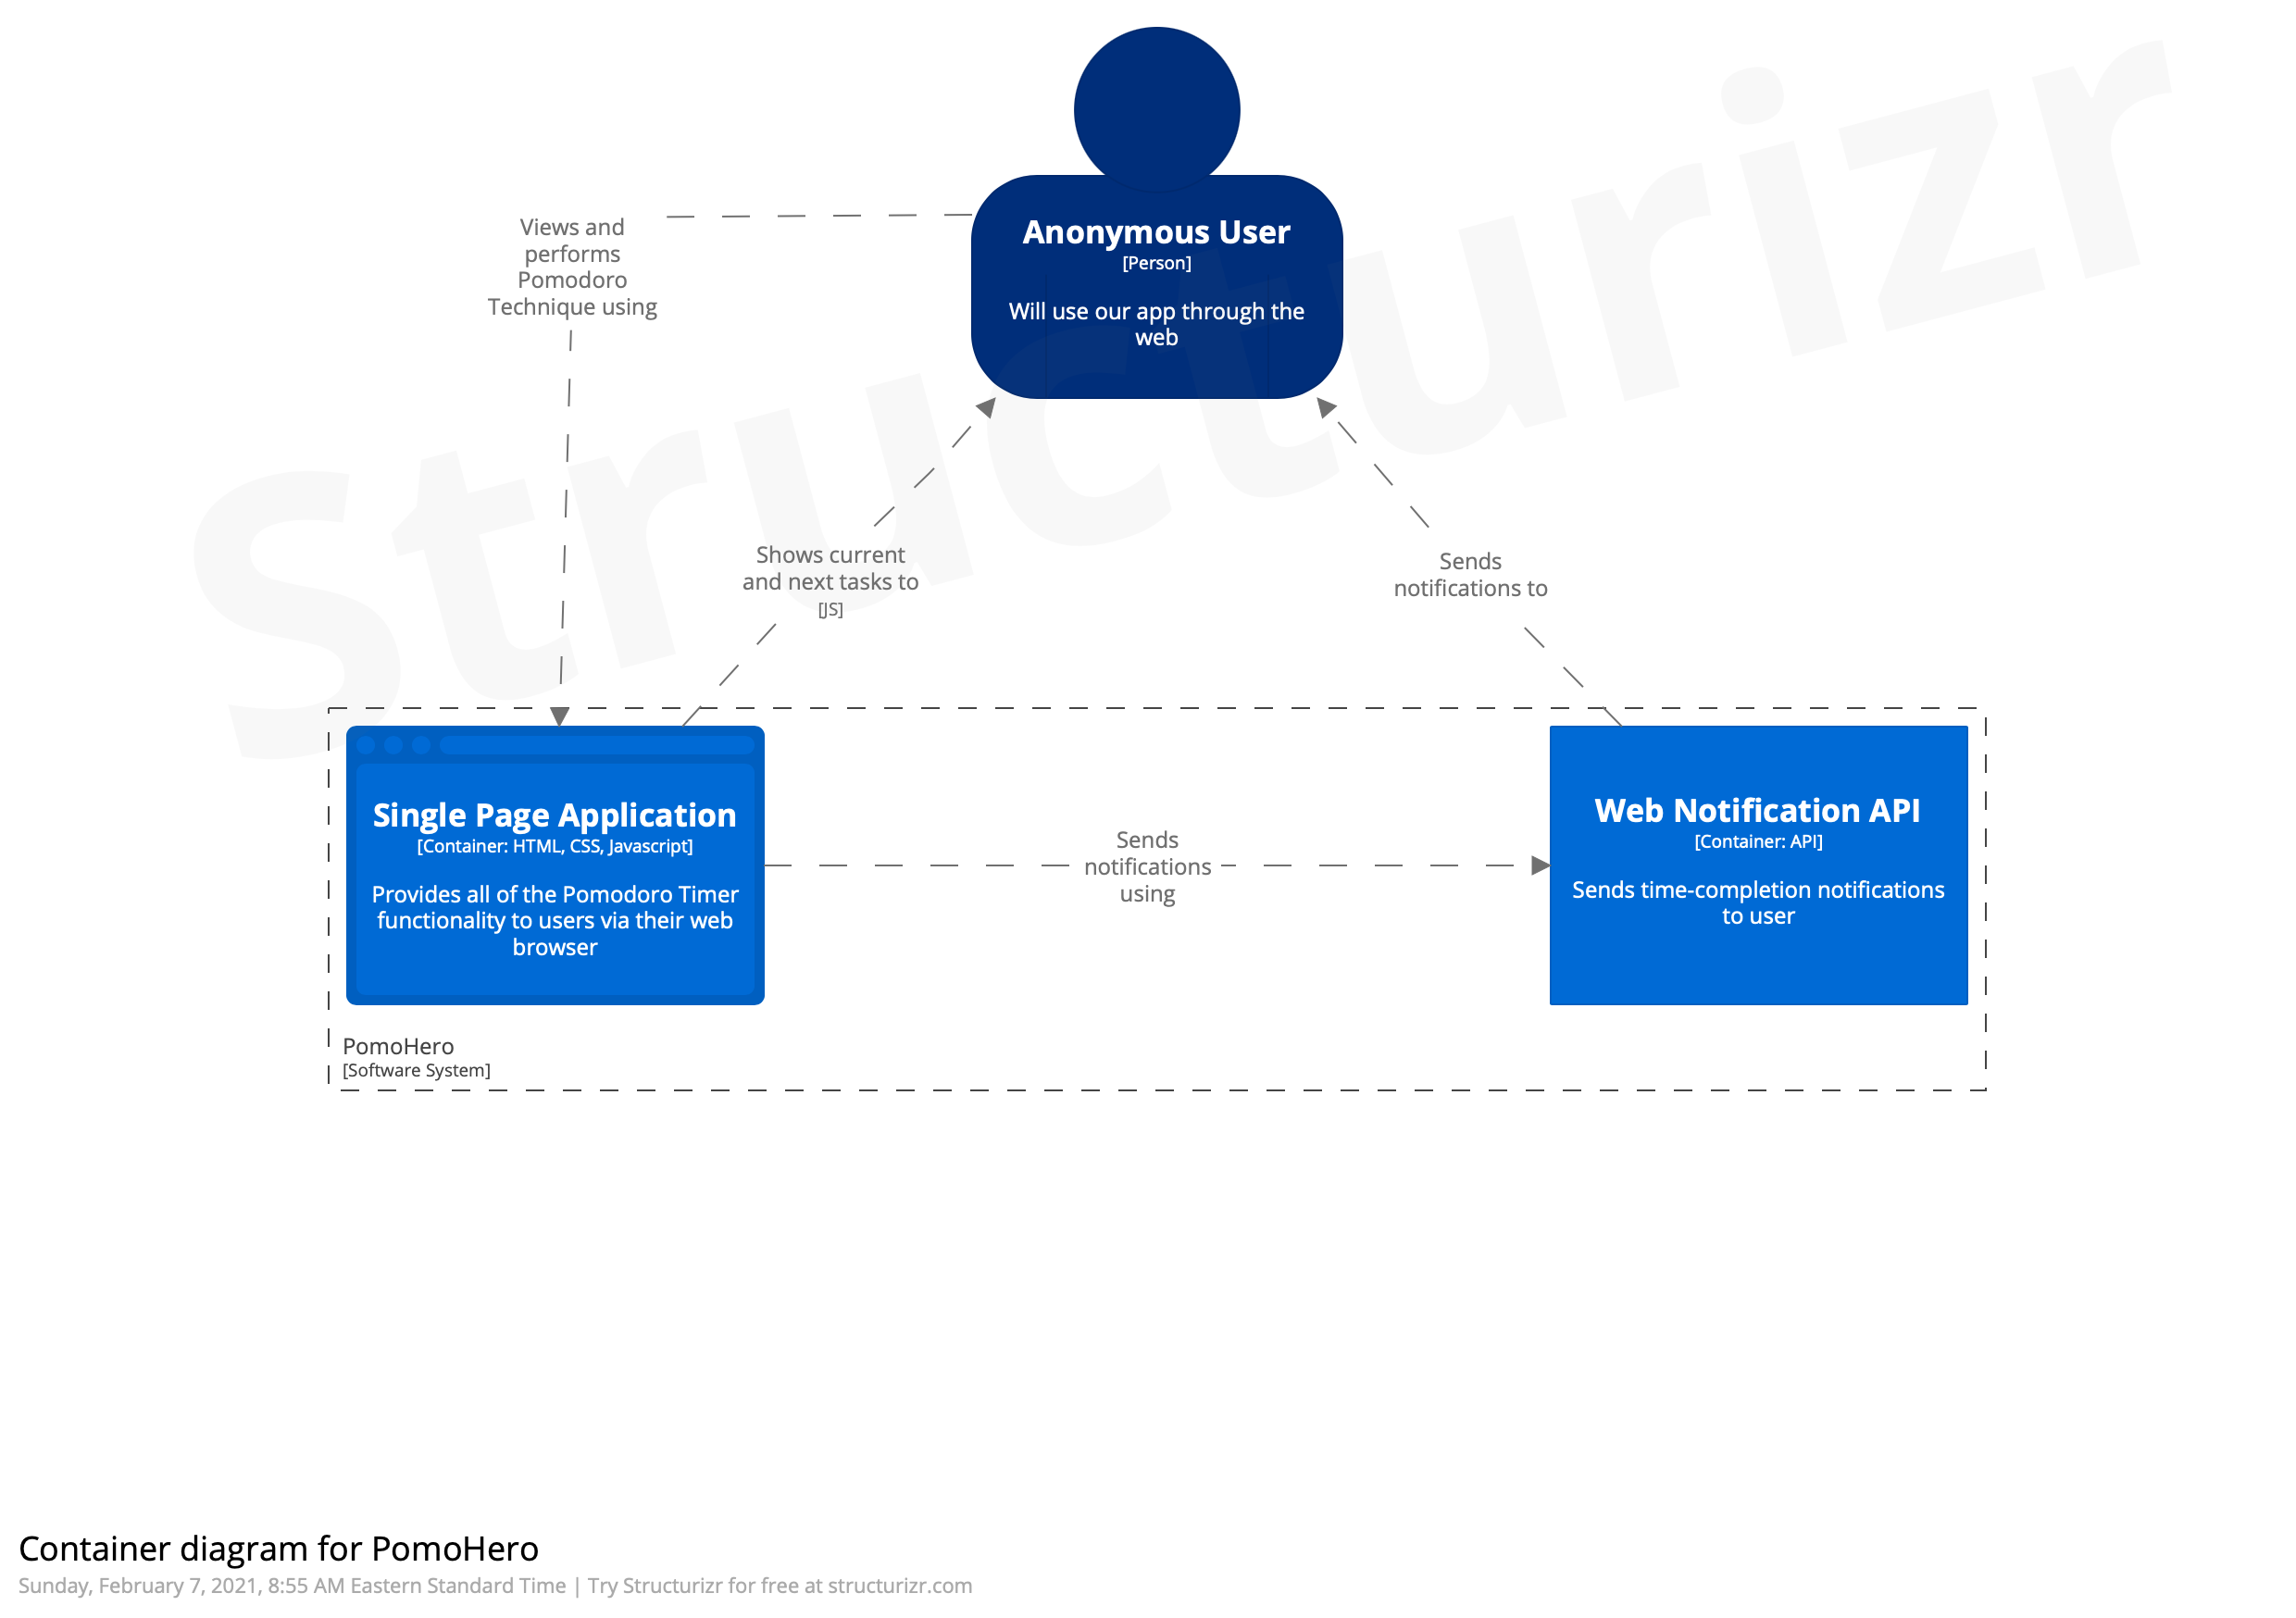 Structurizr
Anonymous User
[Person]
Will use our app through the
web
Views and
performs
Pomodoro
Technique using
Shows current
and next tasks to
[JS]
Sends
notifications to
Single Page Application
[Container: HTML, CSS, Javascript]
Provides all of the Pomodoro Timer
functionality to users via their web
browser
Sends
notifications
using
Web Notification API
[Container: API]
Sends time-completion notifications
to user
PomoHero
[Software System]
Container diagram for PomoHero
Sunday, February 7, 2021, 8:55 AM Eastern Standard Time | Try Structurizr for free at structurizr.com